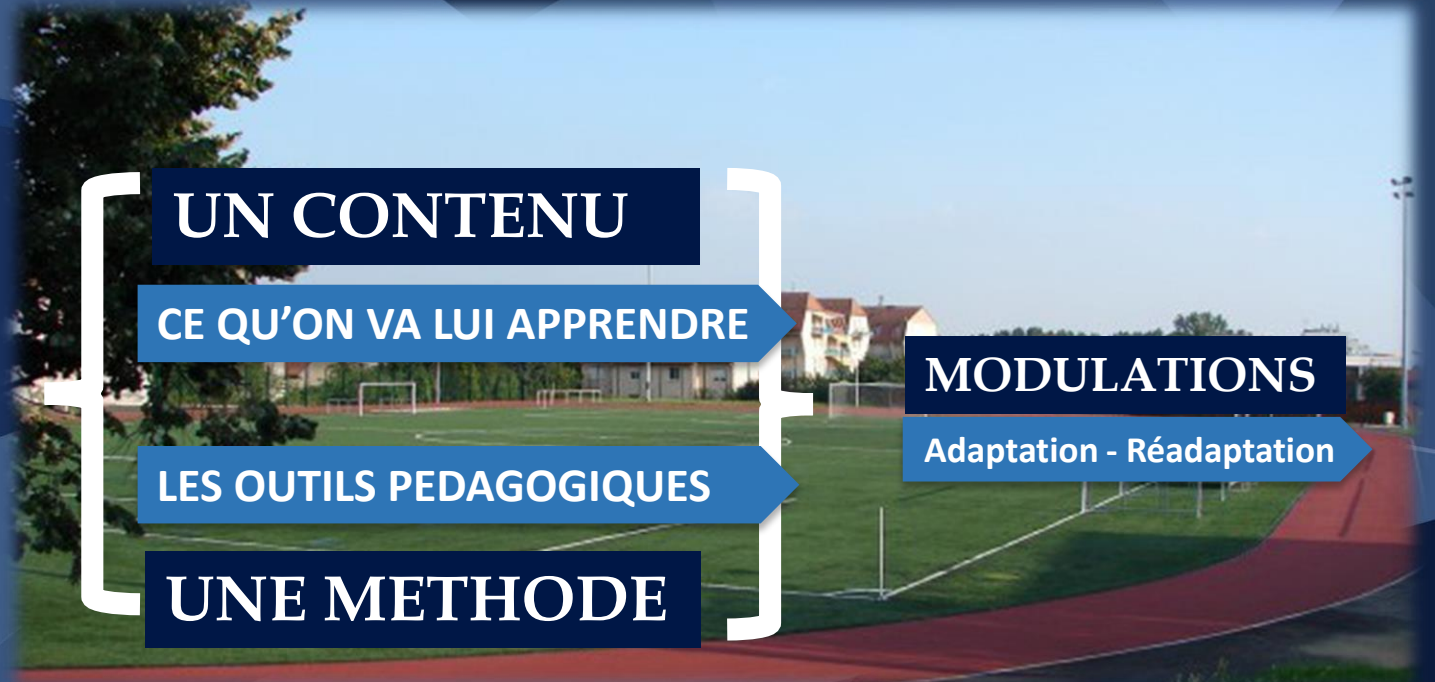 UN CONTENU
CE QU’ON VA LUI APPRENDRE
LES OUTILS PEDAGOGIQUES
UNE METHODE
MODULATIONS
Adaptation - Réadaptation